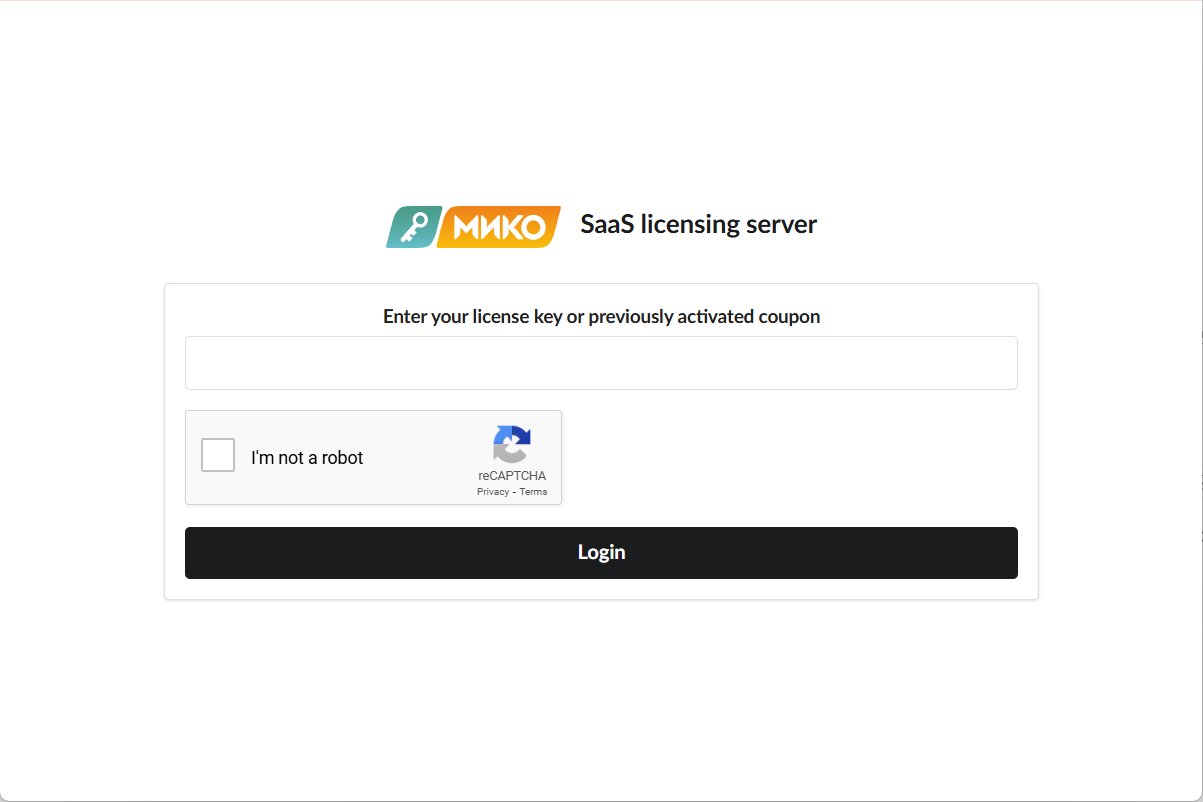 МИКО SaaS licensing server
Enter your license key or previously activated coupon
I'm not a robot
reCAPTCHA
Privacy - Terms
Login